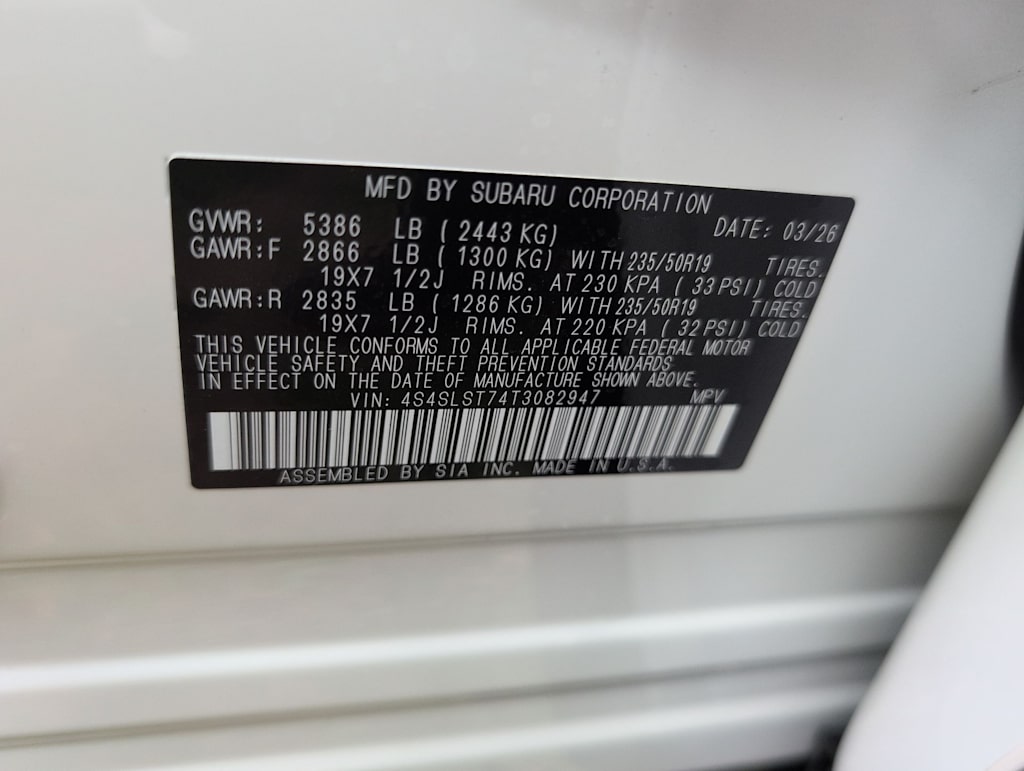 MFD BY SUBARU CORPORATION
GVWR: 5386 LB ( 2443 KG) DATE: 03/26
GAWR:F 2866 LB ( 1300 KG) WITH 235/50R19 TIRES.
19X7 1/2J RIMS. AT 230 KPA ( 33 PSI) COLD
GAWR:R 2835 LB ( 1286 KG) WITH 235/50R19 TIRES.
19X7 1/2J RIMS. AT 220 KPA ( 32 PSI) COLD
THIS VEHICLE CONFORMS TO ALL APPLICABLE FEDERAL MOTOR
VEHICLE SAFETY AND THEFT PREVENTION STANDARDS
IN EFFECT ON THE DATE OF MANUFACTURE SHOWN ABOVE.
VIN: 4S4SLST74T3082947 MPV
ASSEMBLED BY SIA INC. MADE IN U.S.A.